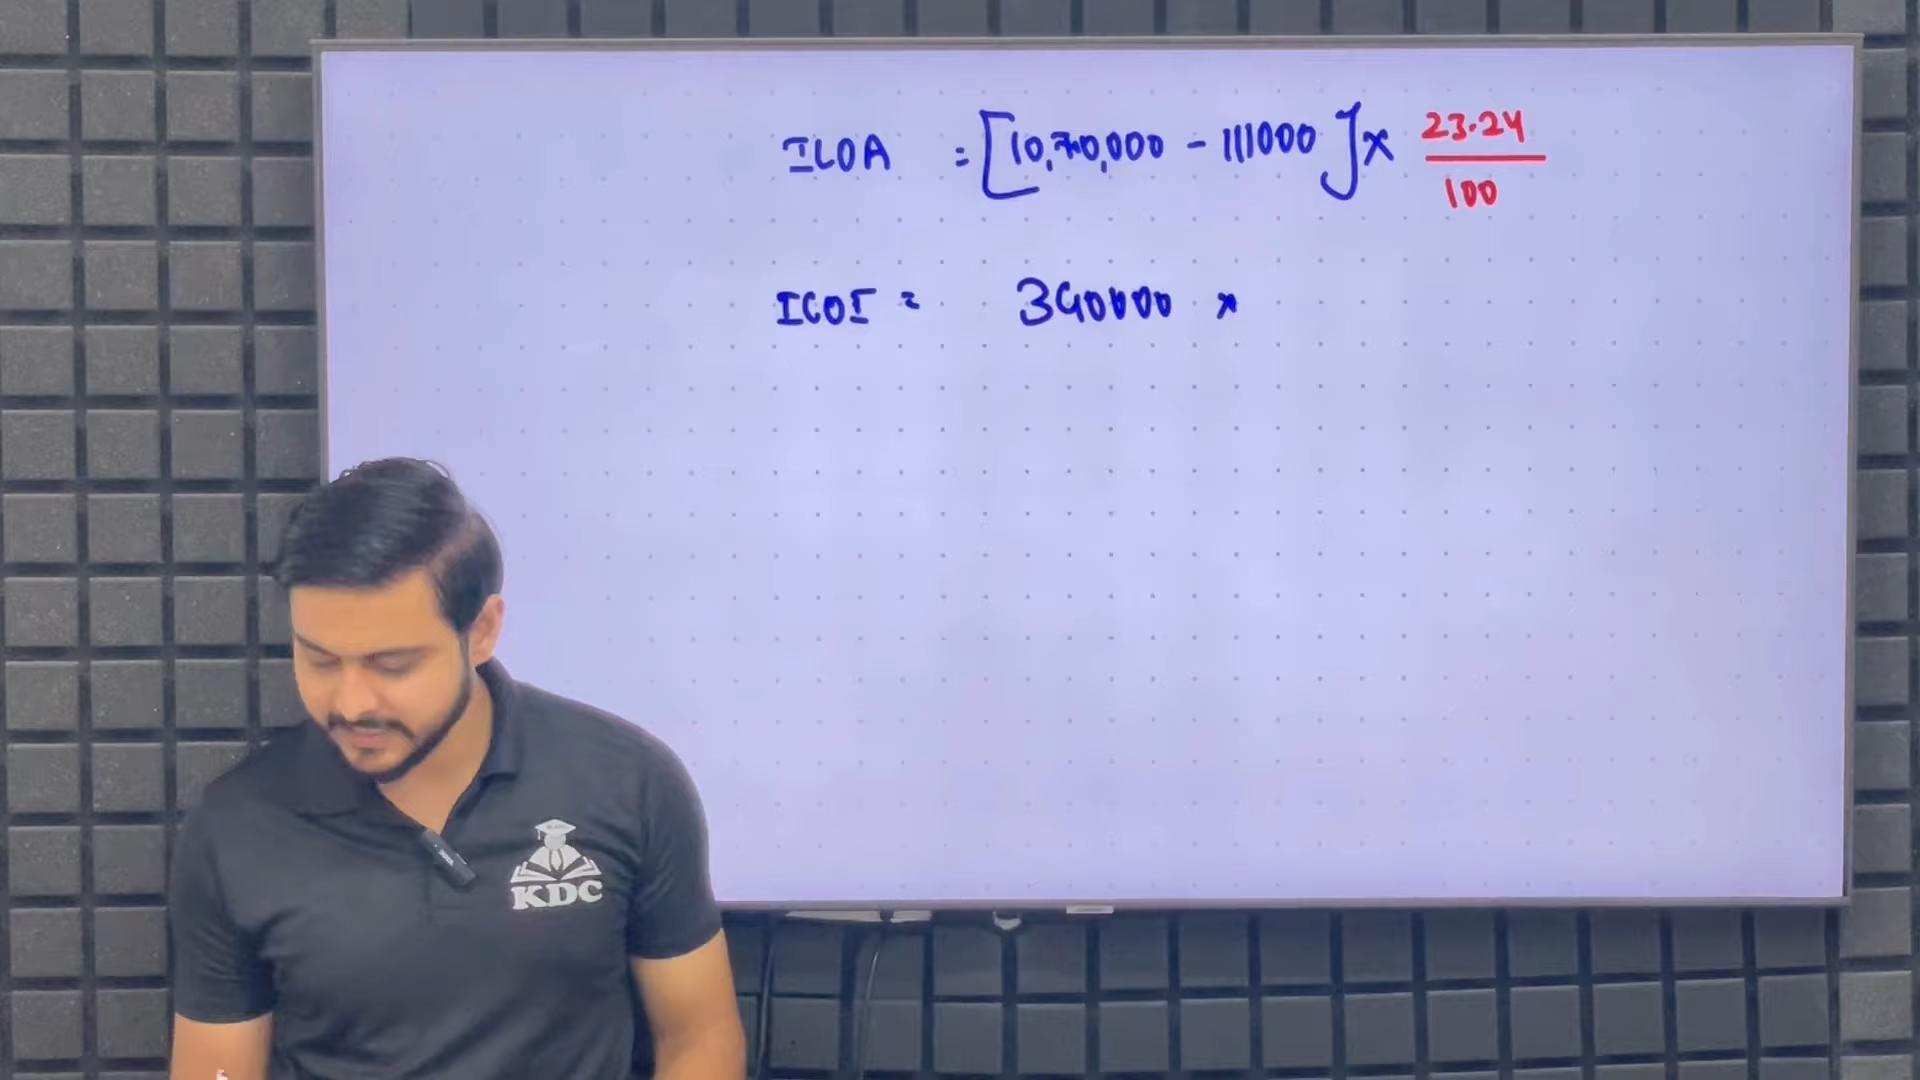 ILOA = [10,70,000 - 111000] x 23.24/100
ICOI = 340000 x
KDC